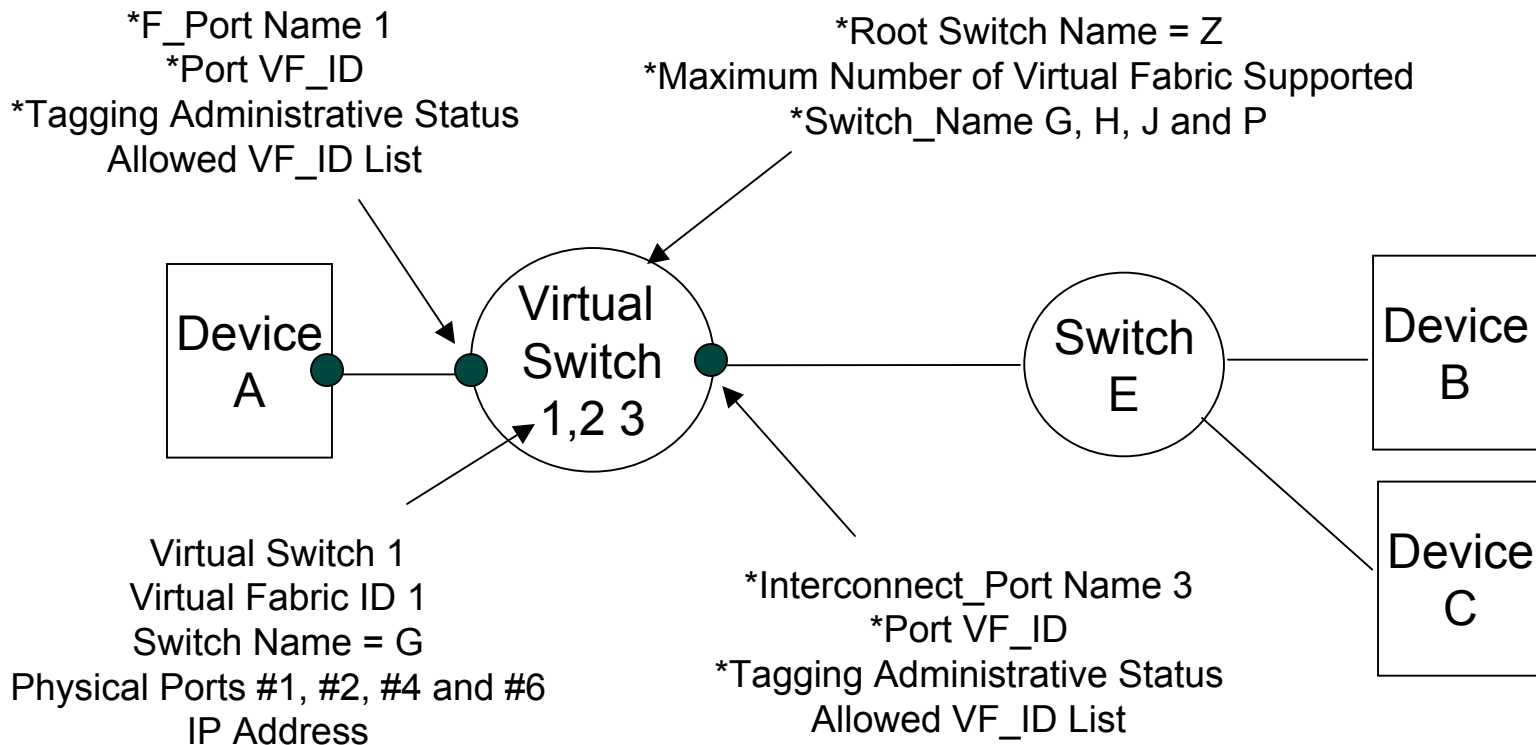 *F_Port Name 1
*Port VF_ID
*Tagging Administrative Status
Allowed VF_ID List
*Root Switch Name = Z
*Maximum Number of Virtual Fabric Supported
*Switch_Name G, H, J and P
Device
A
Virtual
Switch
1,2 3
Switch
E
Device
B
Device
C
Virtual Switch 1
Virtual Fabric ID 1
Switch Name = G
Physical Ports #1, #2, #4 and #6
IP Address
*Interconnect_Port Name 3
*Port VF_ID
*Tagging Administrative Status
Allowed VF_ID List